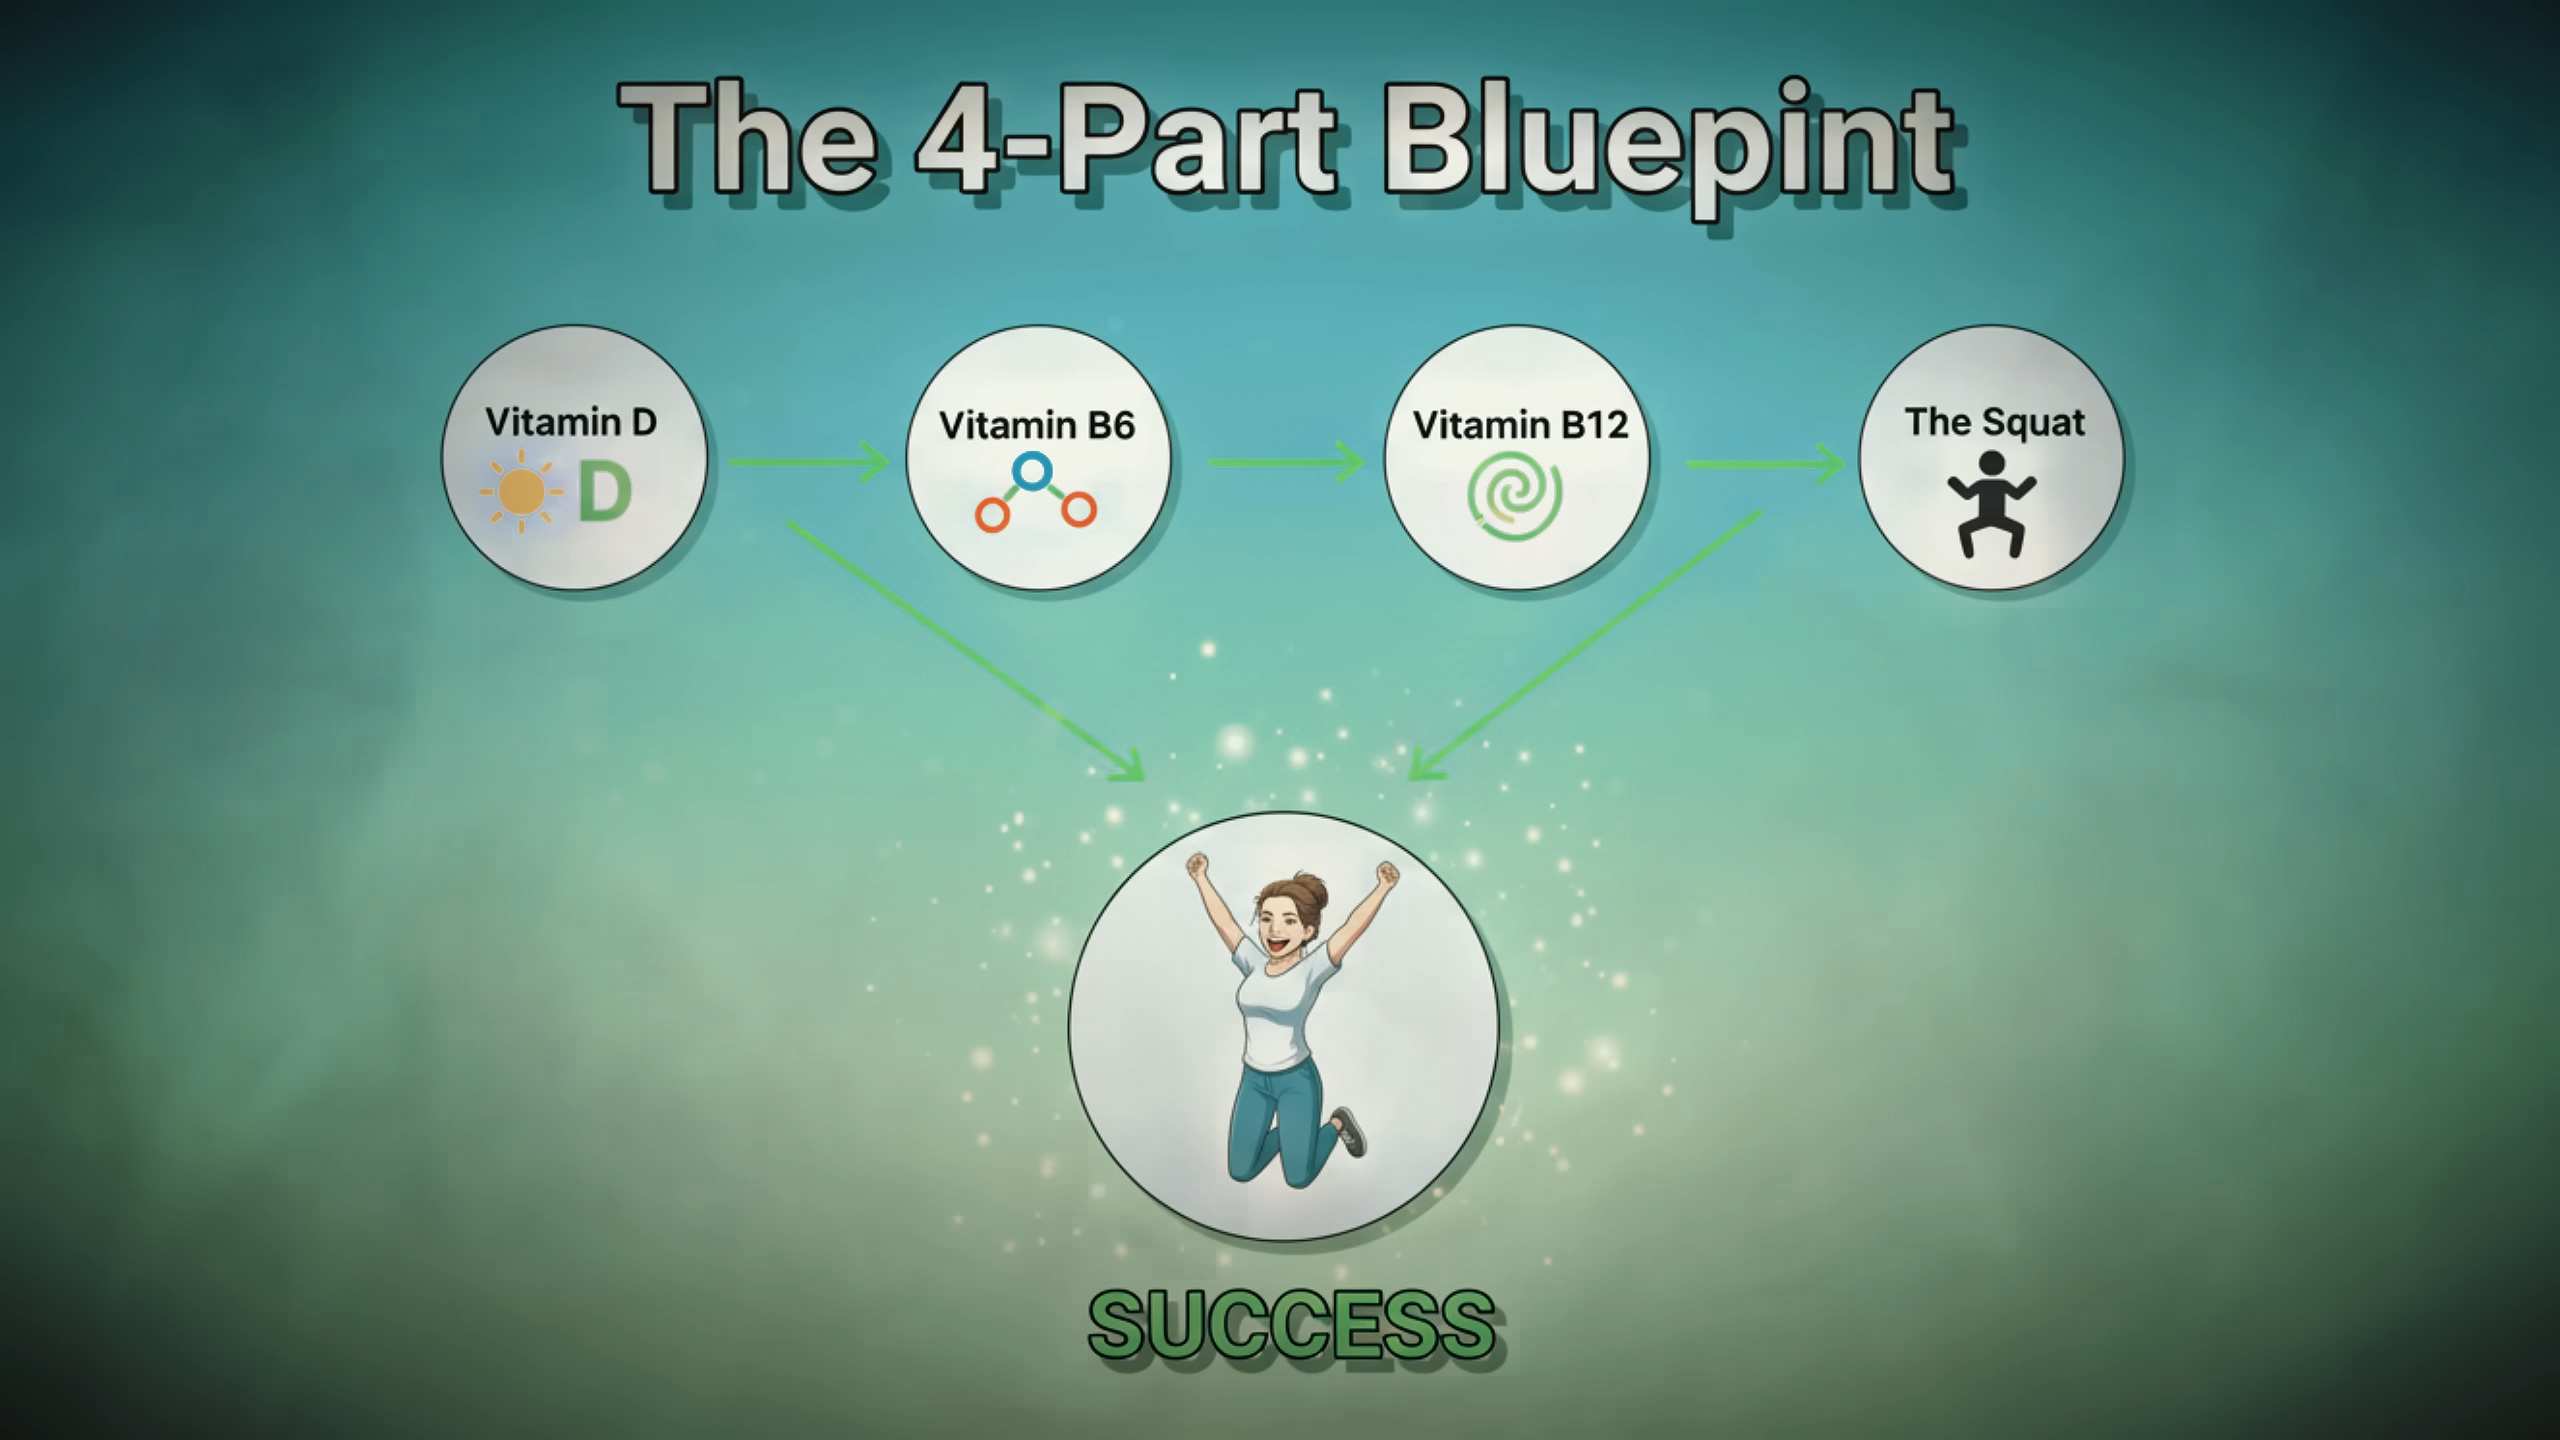 The 4-Part Bluepint
Vitamin D
D
Vitamin B6
Vitamin B12
The Squat
SUCCESS